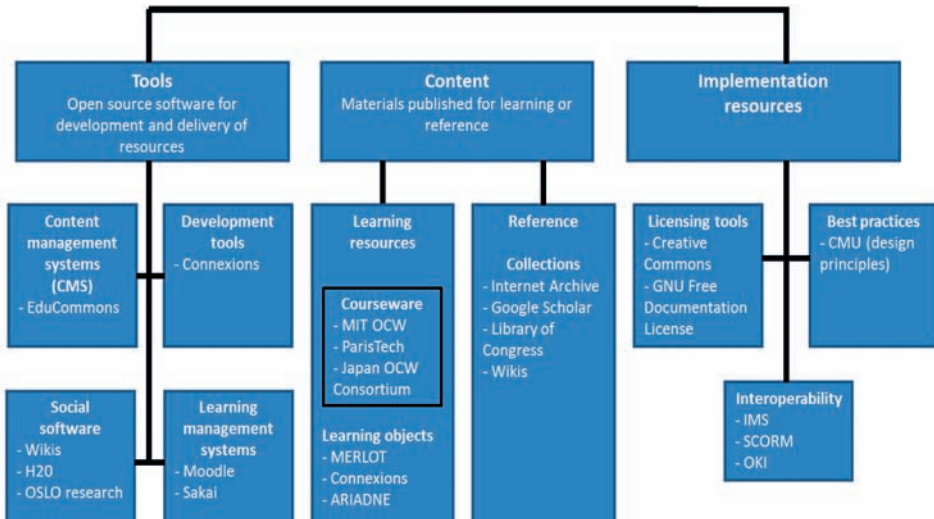 Tools
Open source software for
development and delivery of
resources
Content
Materials published for learning or
reference
Implementation
resources
Content
management
systems
(CMS)
- EduCommons
Development
tools
- Connexions
Learning
resources
Courseware
- MIT OCW
- ParisTech
- Japan OCW
Consortium
Learning objects
- MERLOT
- Connexions
- ARIADNE
Reference
Collections
- Internet Archive
- Google Scholar
- Library of
Congress
- Wikis
Licensing tools
- Creative
Commons
- GNU Free
Documentation
License
Best practices
- CMU (design
principles)
Social
software
- Wikis
- H20
- OSLO research
Learning
management
systems
- Moodle
- Sakai
Interoperability
- IMS
- SCORM
- OKI